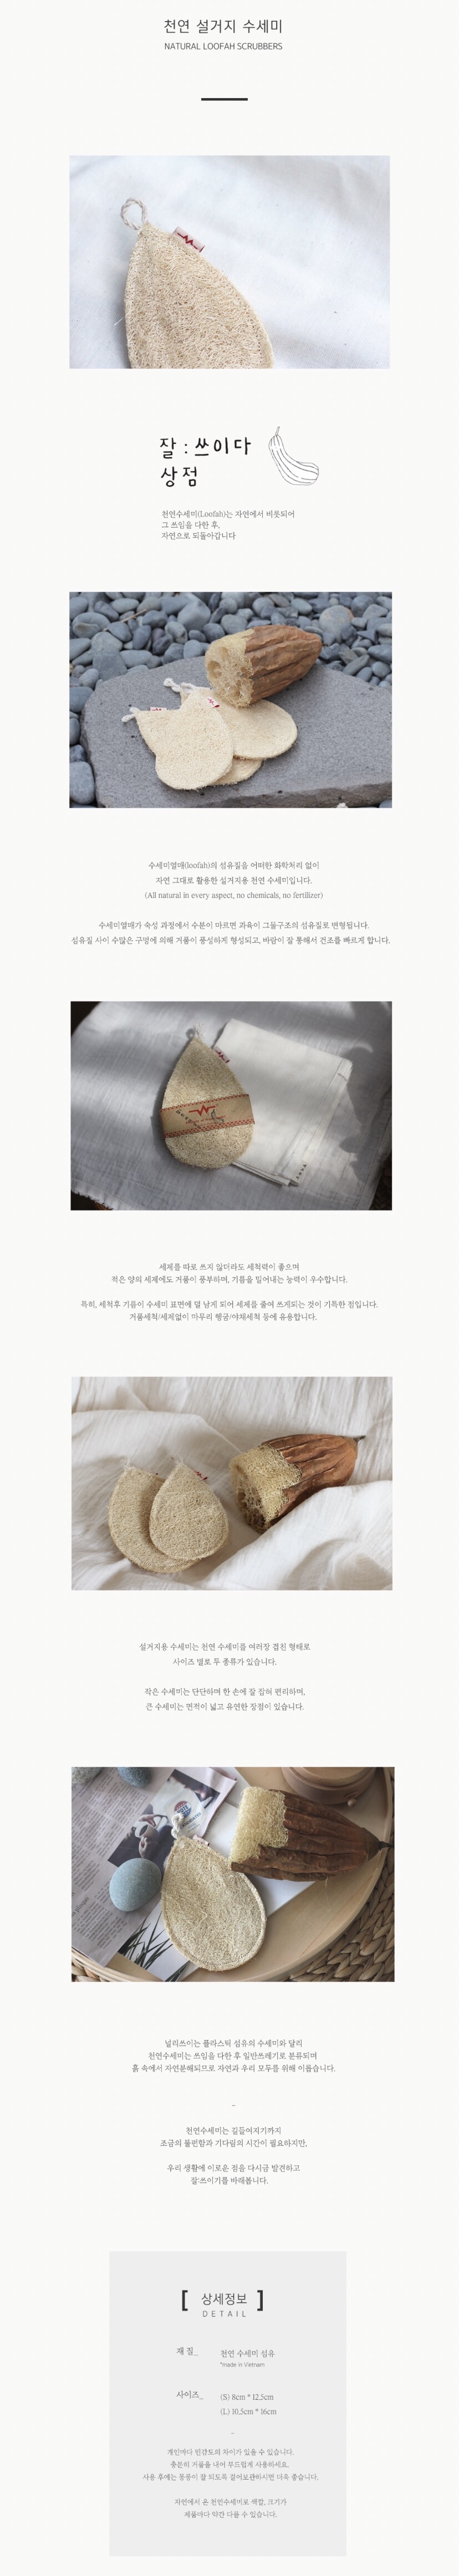 천연 설거지 수세미
NATURAL LOOFAH SCRUBBERS
잘 : 쓰이다
상점
천연수세미(Loofah)는 자연에서 비롯되어
그 쓰임을 다한 후,
자연으로 되돌아갑니다
수세미열매(loofah)의 섬유질을 어떠한 화학처리 없이
자연 그대로 활용한 설거지용 천연 수세미입니다.
(All natural in every aspect, no chemicals, no fertilizer)
수세미열매가 숙성 과정에서 수분이 마르면 과육이 그물구조의 섬유질로 변형됩니다.
섬유질 사이 수많은 구멍에 의해 거품이 풍성하게 형성되고, 바람이 잘 통해서 건조를 빠르게 합니다.
세제를 따로 쓰지 않더라도 세척력이 좋으며
적은 양의 세제에도 거품이 풍부하며, 기름을 밀어내는 능력이 우수합니다.
특히, 세척후 기름이 수세미 표면에 덜 남게 되어 세제를 줄여 쓰게되는 것이 기특한 점입니다.
거품세척/세제없이 마무리 헹굼/야채세척 등에 유용합니다.
설거지용 수세미는 천연 수세미를 여러장 겹친 형태로
사이즈 별로 두 종류가 있습니다.
작은 수세미는 단단하며 한 손에 잘 잡혀 편리하며,
큰 수세미는 면적이 넓고 유연한 장점이 있습니다.
널리쓰이는 플라스틱 섬유의 수세미와 달리
천연수세미는 쓰임을 다한 후 일반쓰레기로 분류되며
흙 속에서 자연분해되므로 자연과 우리 모두를 위해 이롭습니다.
-
천연수세미는 길들여지기까지
조금의 불편함과 기다림의 시간이 필요하지만,
우리 생활에 이로운 점을 다시금 발견하고
잘:쓰이기를 바래봅니다.
[ 상세정보 ]
DETAIL
재 질_ 천연 수세미 섬유
*made in Vietnam
사이즈_ (S) 8cm * 12.5cm
(L) 10.5cm * 16cm
-
개인마다 민감도의 차이가 있을 수 있습니다.
충분히 거품을 내어 부드럽게 사용하세요.
사용 후에는 통풍이 잘 되도록 걸어보관하시면 더욱 좋습니다.
자연에서 온 천연수세미로 색깔, 크기가
제품마다 약간 다를 수 있습니다.